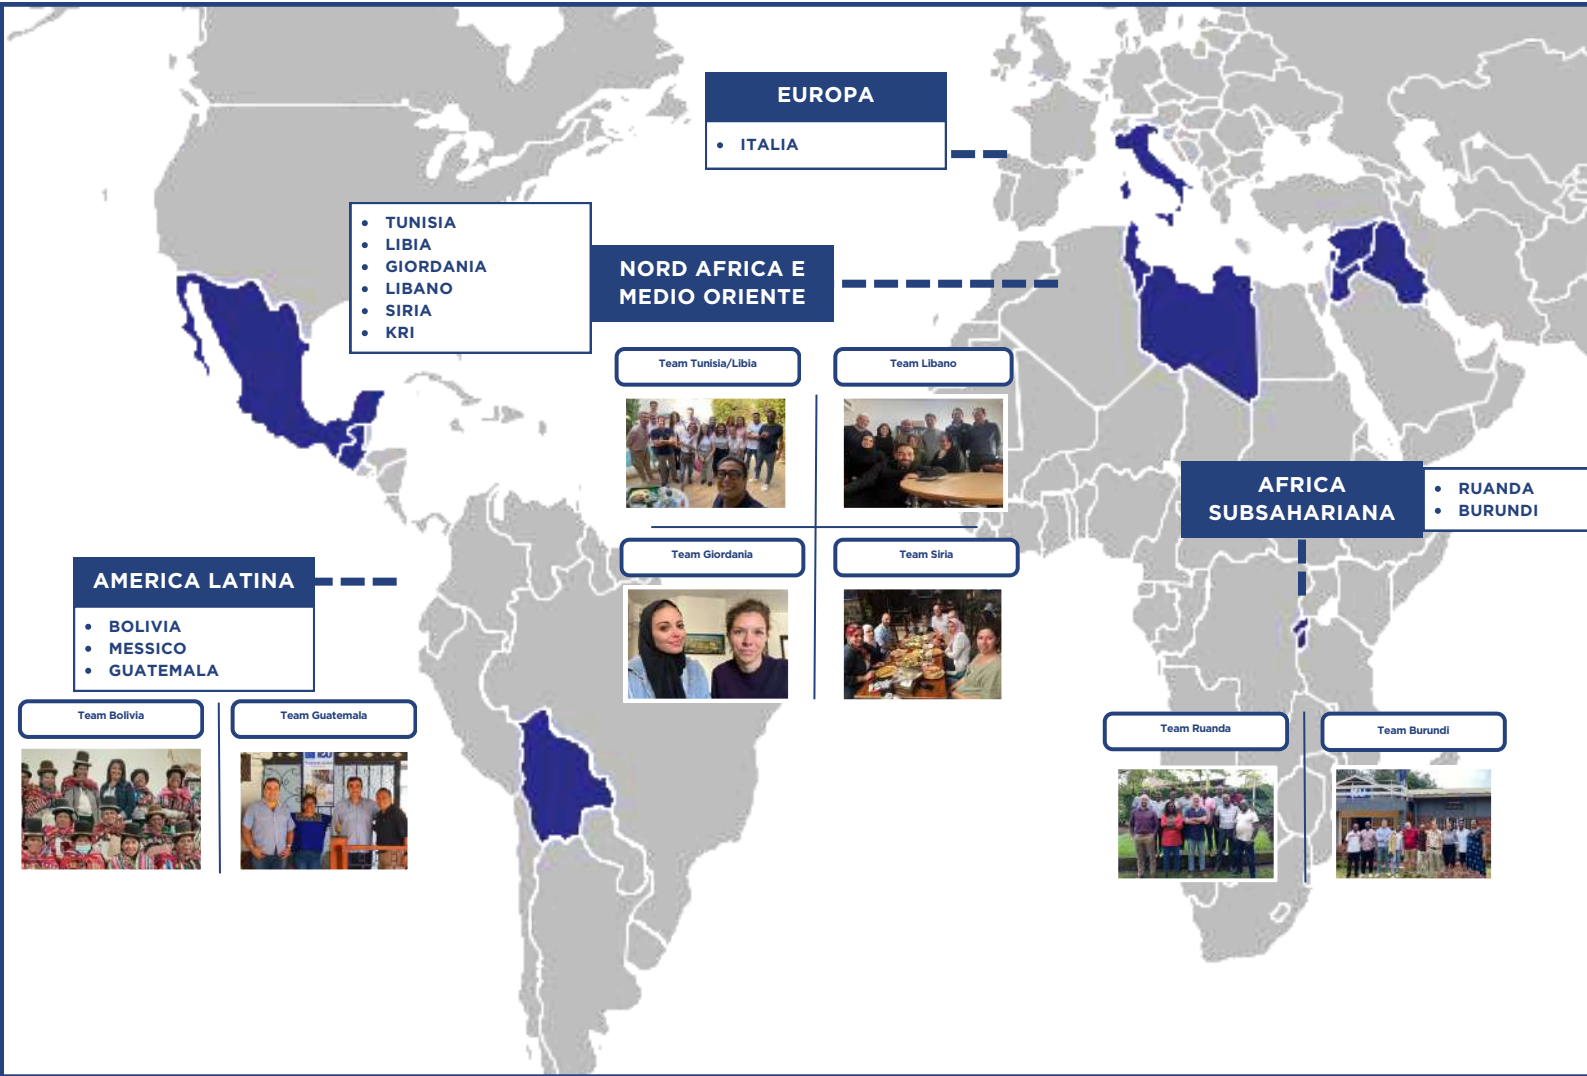 EUROPA
ITALIA
TUNISIA
LIBIA
GIORDANIA
LIBANO
SIRIA
KRI
NORD AFRICA E
MEDIO ORIENTE
Team Tunisia/Libia
Team Libano
Team Giordania
Team Siria
AFRICA
SUBSAHARIANA
RUANDA
BURUNDI
AMERICA LATINA
BOLIVIA
MESSICO
GUATEMALA
Team Bolivia
Team Guatemala
Team Ruanda
Team Burundi